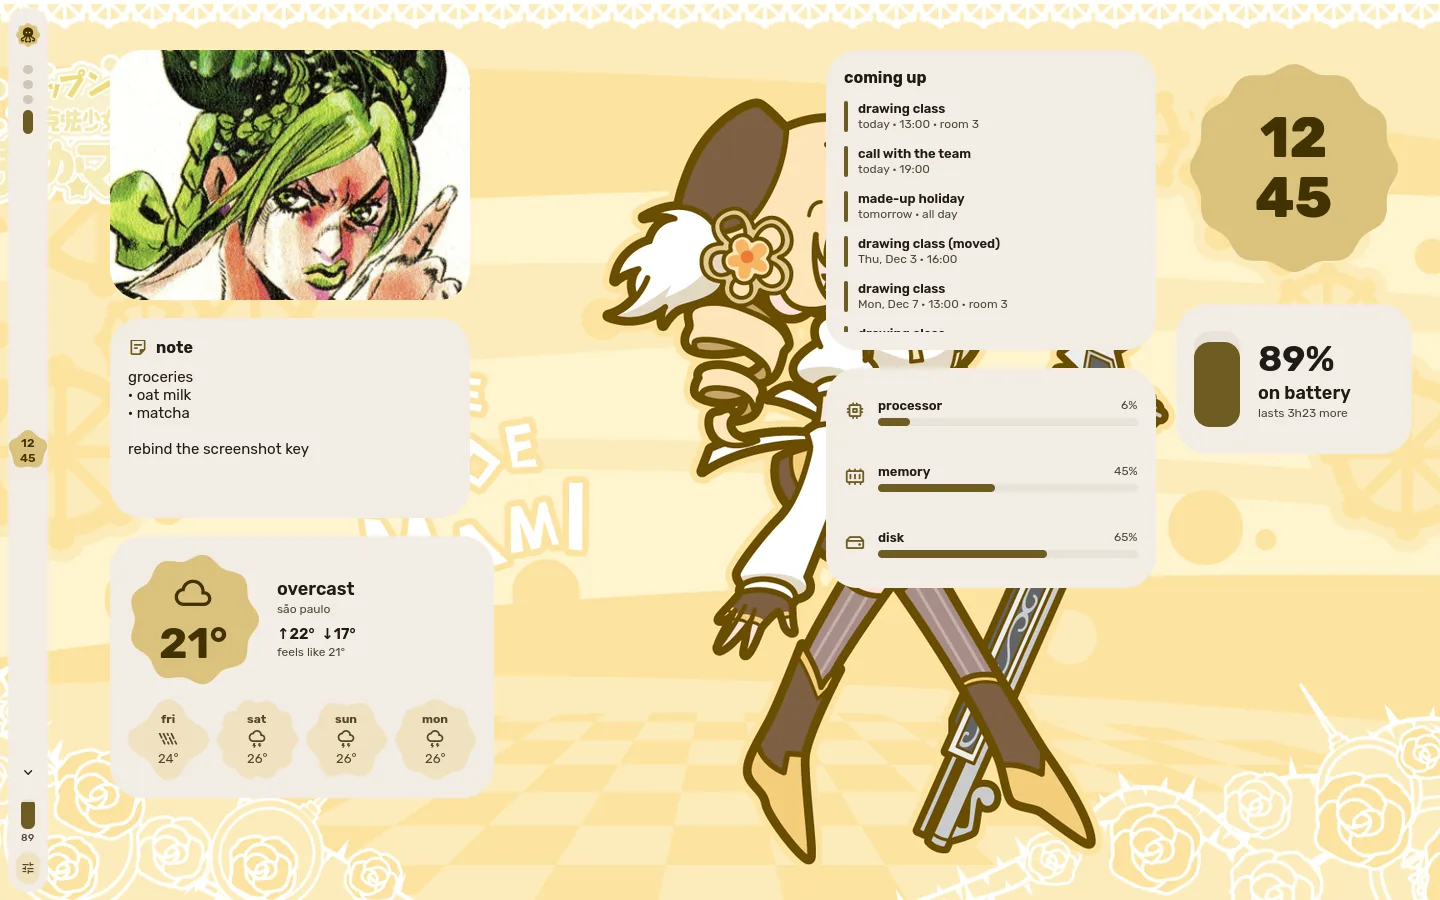 12
45
89
note
groceries
• oat milk
• matcha
rebind the screenshot key
21°
overcast
são paulo
↑22° ↓17°
feels like 21°
fri
24°
sat
26°
sun
26°
mon
26°
coming up
drawing class
today • 13:00 • room 3
call with the team
today • 19:00
made-up holiday
tomorrow • all day
drawing class (moved)
Thu, Dec 3 • 16:00
drawing class
Mon, Dec 7 • 13:00 • room 3
processor
6%
memory
45%
disk
65%
12
45
89%
on battery
lasts 3h23 more